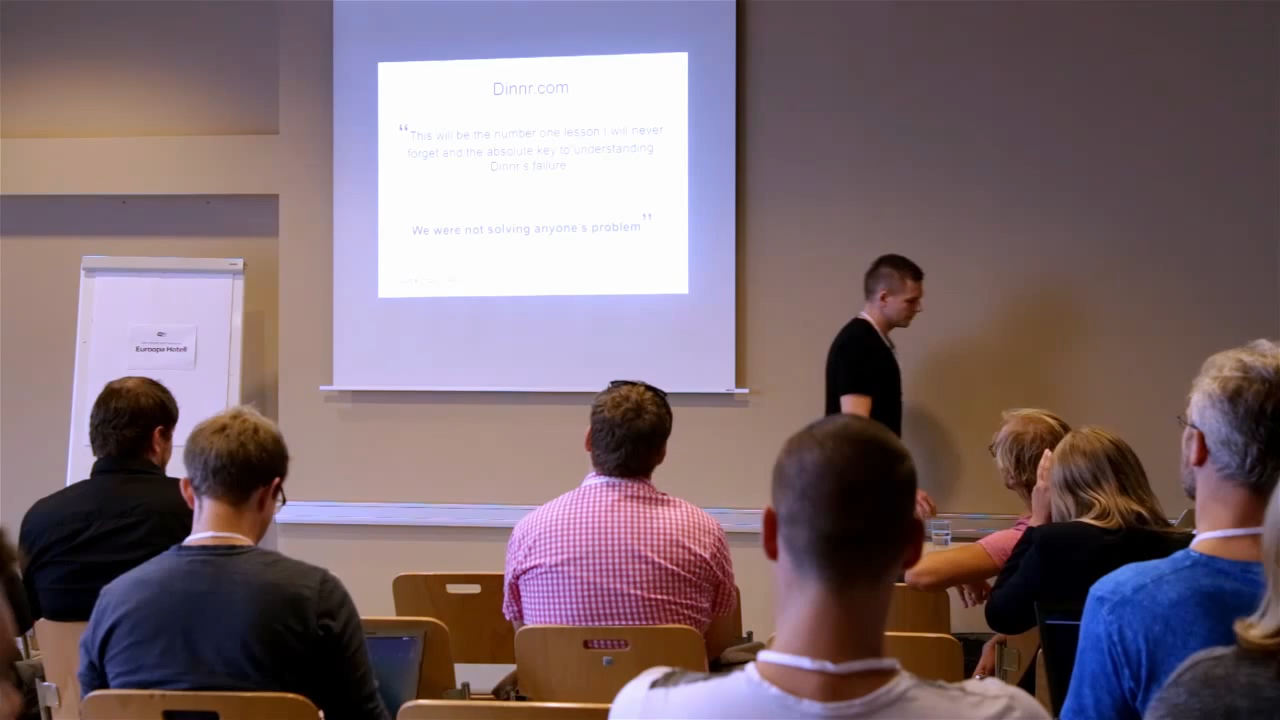 Dinnr.com
“This will be the number one lesson I will never
forget and the absolute key to understanding
Dinnr's failure
We were not solving anyone's problem”
Euroopa Hotell